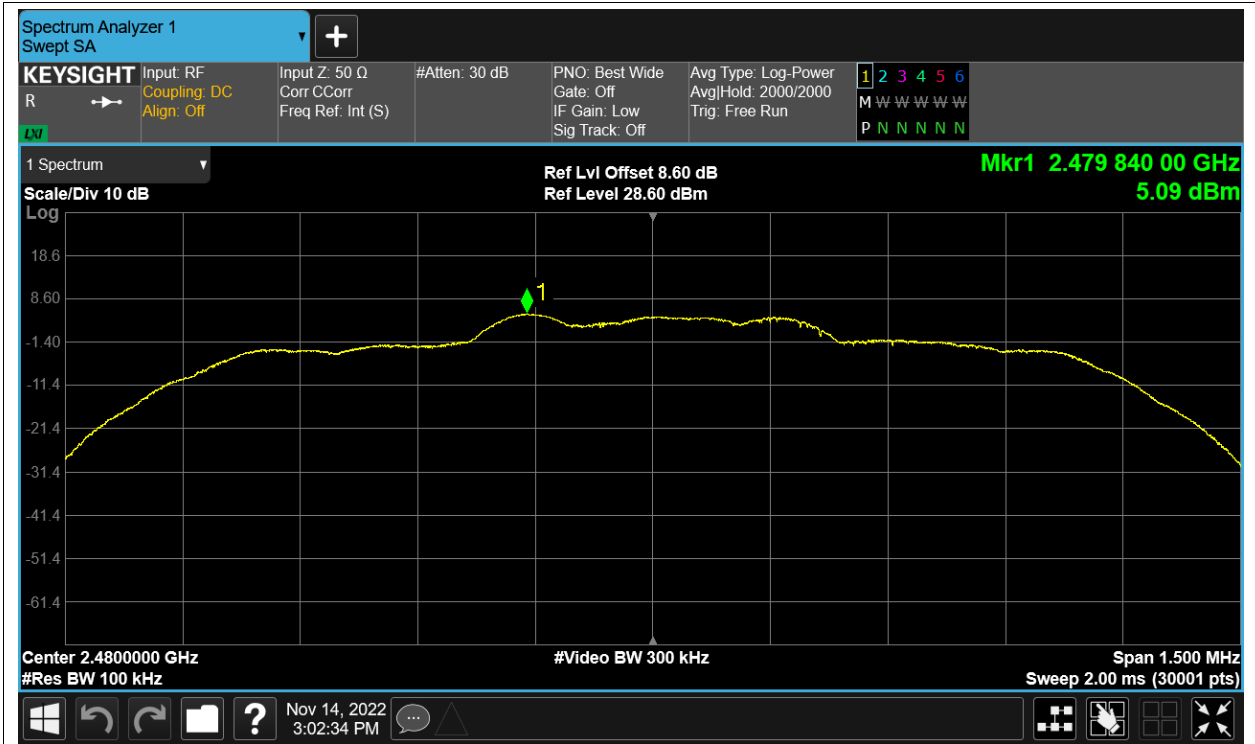 Spectrum Analyzer 1
Swept SA
KEYSIGHT
R
LXI
Input: RF
Coupling: DC
Align: Off
Input Z: 50 Ω
Corr CCorr
Freq Ref: Int (S)
#Atten: 30 dB
PNO: Best Wide
Gate: Off
IF Gain: Low
Sig Track: Off
Avg Type: Log-Power
Avg|Hold: 2000/2000
Trig: Free Run
1 2 3 4 5 6
M W W W W W W
P N N N N N N
1 Spectrum
Scale/Div 10 dB
Log
Ref Lvl Offset 8.60 dB
Ref Level 28.60 dBm
Mkr1 2.479 840 00 GHz
5.09 dBm
18.6
8.60
-1.40
-11.4
-21.4
-31.4
-41.4
-51.4
-61.4
1
Center 2.4800000 GHz
#Res BW 100 kHz
#Video BW 300 kHz
Span 1.500 MHz
Sweep 2.00 ms (30001 pts)
?
Nov 14, 2022
3:02:34 PM